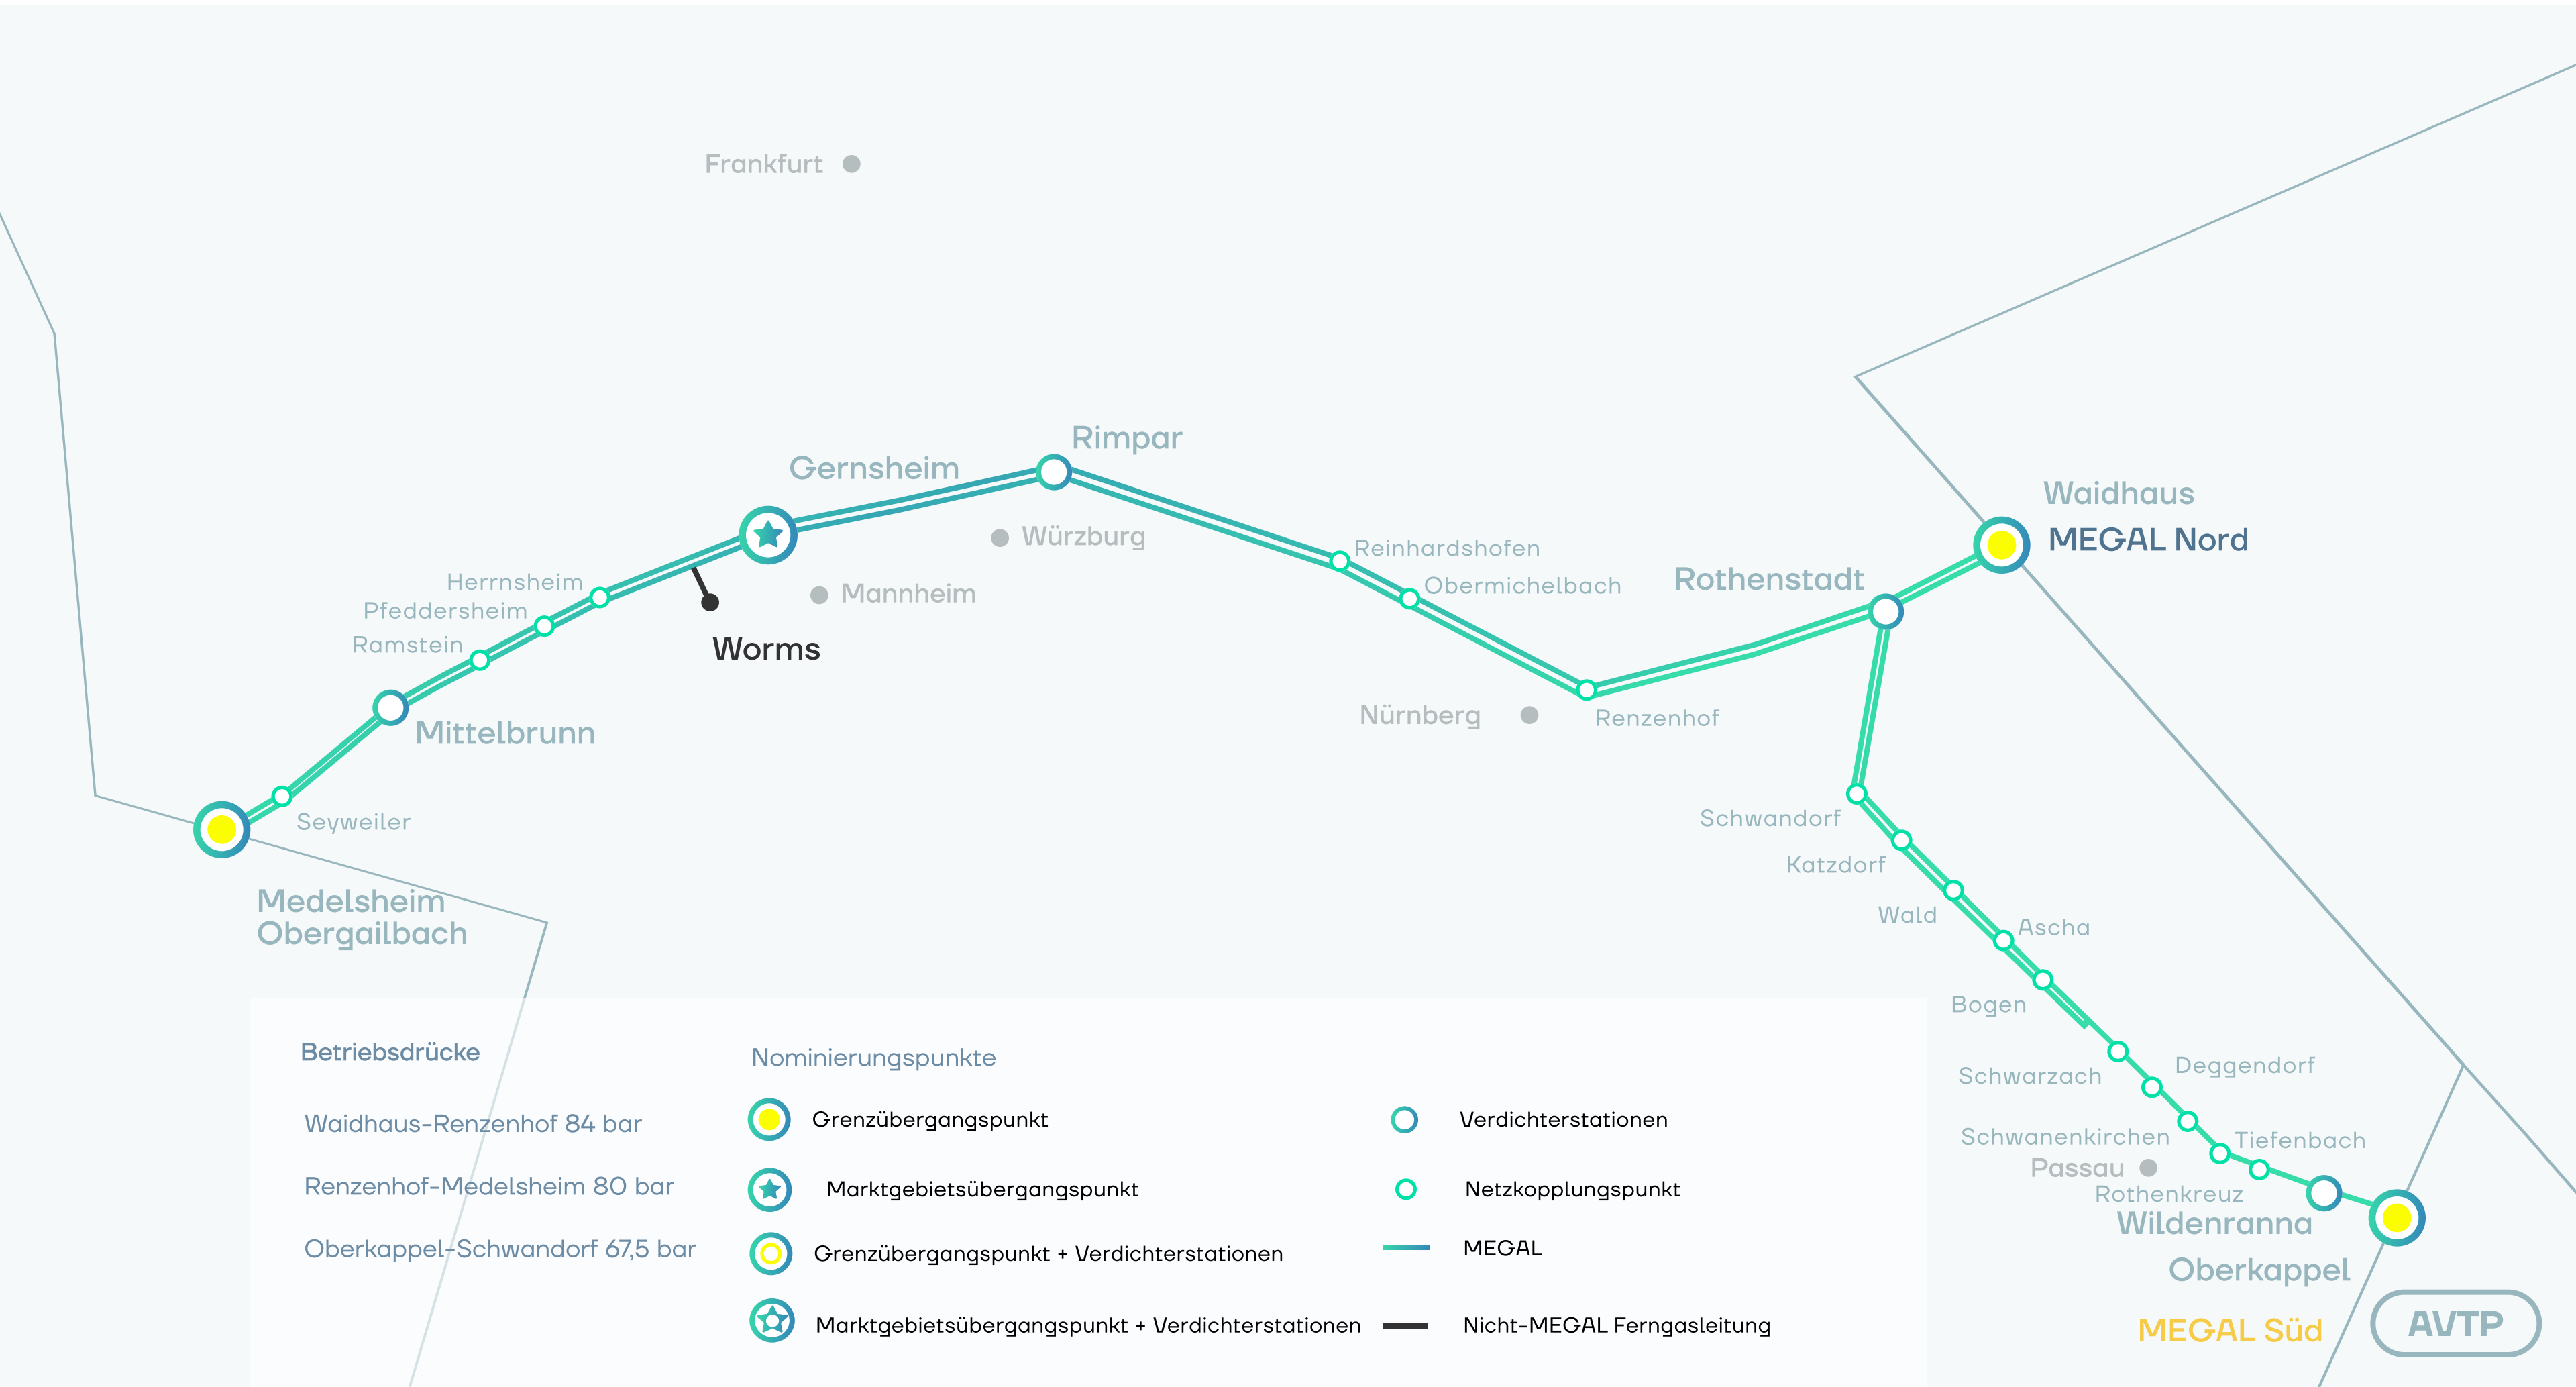 Frankfurt
Rimpar
Gernsheim
Waidhaus
MEGAL Nord
Würzburg
Reinhardshofen
Herrnsheim
Rothenstadt
Obermichelbach
Mannheim
Pfeddersheim
Ramstein
Worms
Nürnberg
Renzenhof
Mittelbrunn
Schwandorf
Seyweiler
Katzdorf
Medelsheim
Obergailbach
Wald
Ascha
Bogen
Schwarzach
Deggendorf
Schwanenkirchen
Tiefenbach
Passau
Rothenkreuz
Wildenranna
Oberkappel
MEGAL Süd
AVTP
Betriebsdrücke
Waidhaus-Renzenhof 84 bar
Renzenhof-Medelsheim 80 bar
Oberkappel-Schwandorf 67,5 bar
Nominierungspunkte
Grenzübergangspunkt
Marktgebietsübergangspunkt
Grenzübergangspunkt + Verdichterstationen
Marktgebietsübergangspunkt + Verdichterstationen
Verdichterstationen
Netzkopplungspunkt
MEGAL
Nicht-MEGAL Ferngasleitung